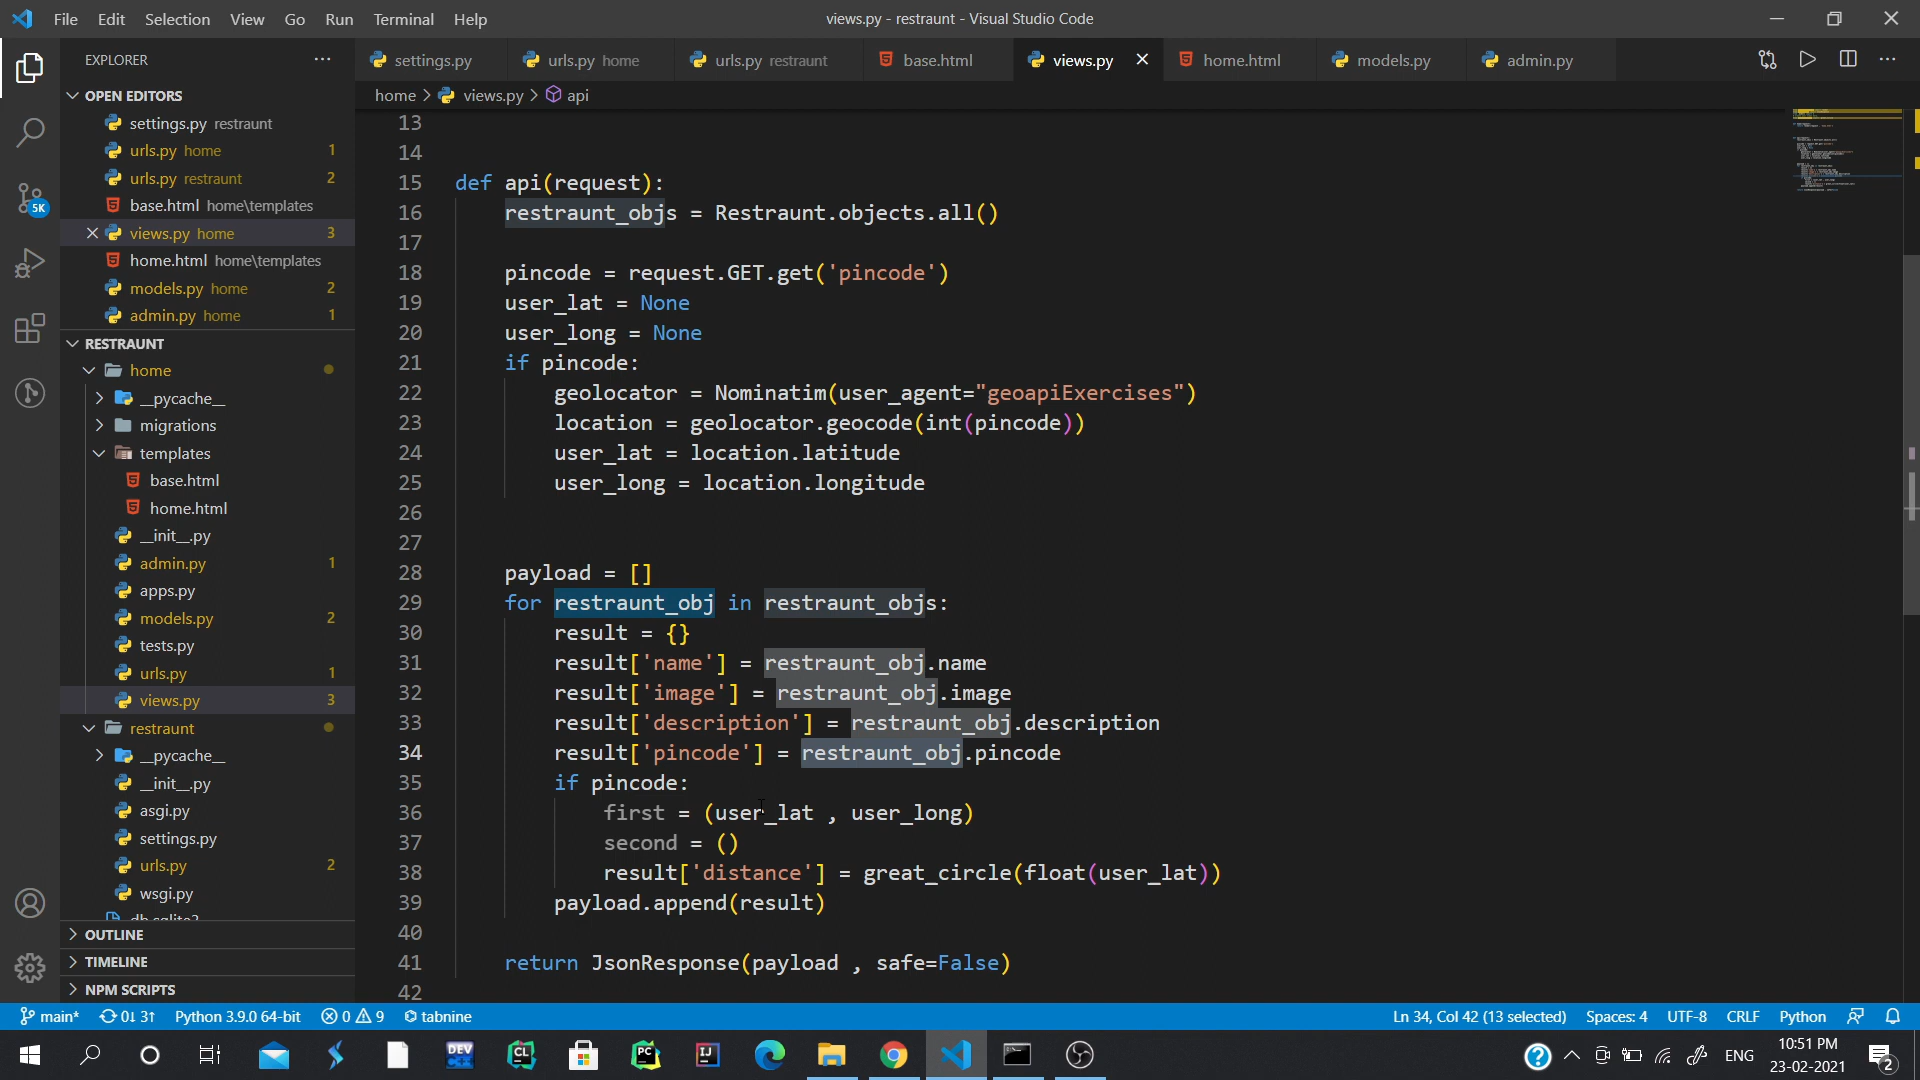 File Edit Selection View Go Run Terminal Help
views.py - restraunt - Visual Studio Code
EXPLORER
settings.py
urls.py home
urls.py restraunt
base.html
views.py
home.html
models.py
admin.py
home > views.py > api
OPEN EDITORS
settings.py restraunt
urls.py home 1
urls.py restraunt 2
base.html home\templates
views.py home 3
home.html home\templates
models.py home 2
admin.py home 1
RESTRAUNT
home
__pycache__
migrations
templates
base.html
home.html
__init__.py
admin.py 1
apps.py
models.py 2
tests.py
urls.py 1
views.py 3
restraunt
__pycache__
__init__.py
asgi.py
settings.py
urls.py 2
wsgi.py
db.sqlite3
OUTLINE
TIMELINE
NPM SCRIPTS
5K
13
14
15 def api(request):
16 restraunt_objs = Restraunt.objects.all()
17
18 pincode = request.GET.get('pincode')
19 user_lat = None
20 user_long = None
21 if pincode:
22 geolocator = Nominatim(user_agent="geoapiExercises")
23 location = geolocator.geocode(int(pincode))
24 user_lat = location.latitude
25 user_long = location.longitude
26
27
28 payload = []
29 for restraunt_obj in restraunt_objs:
30 result = {}
31 result['name'] = restraunt_obj.name
32 result['image'] = restraunt_obj.image
33 result['description'] = restraunt_obj.description
34 result['pincode'] = restraunt_obj.pincode
35 if pincode:
36 first = (user_lat , user_long)
37 second = ()
38 result['distance'] = great_circle(float(user_lat))
39 payload.append(result)
40
41 return JsonResponse(payload , safe=False)
42
main* 0↓ 3↑ Python 3.9.0 64-bit 0 9 tabnine
Ln 34, Col 42 (13 selected) Spaces: 4 UTF-8 CRLF Python
DEV C++
CL
PC
IJ
ENG
10:51 PM
23-02-2021
2